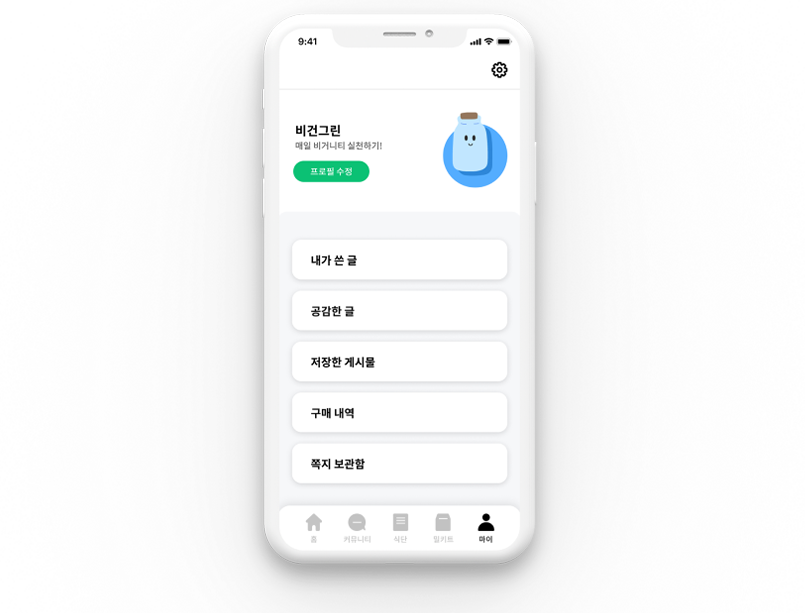 9:41
비건그린
매일 비거니티 실천하기!
프로필 수정
내가 쓴 글
공감한 글
저장한 게시물
구매 내역
쪽지 보관함
홈 커뮤니티 식단 밀키트 마이